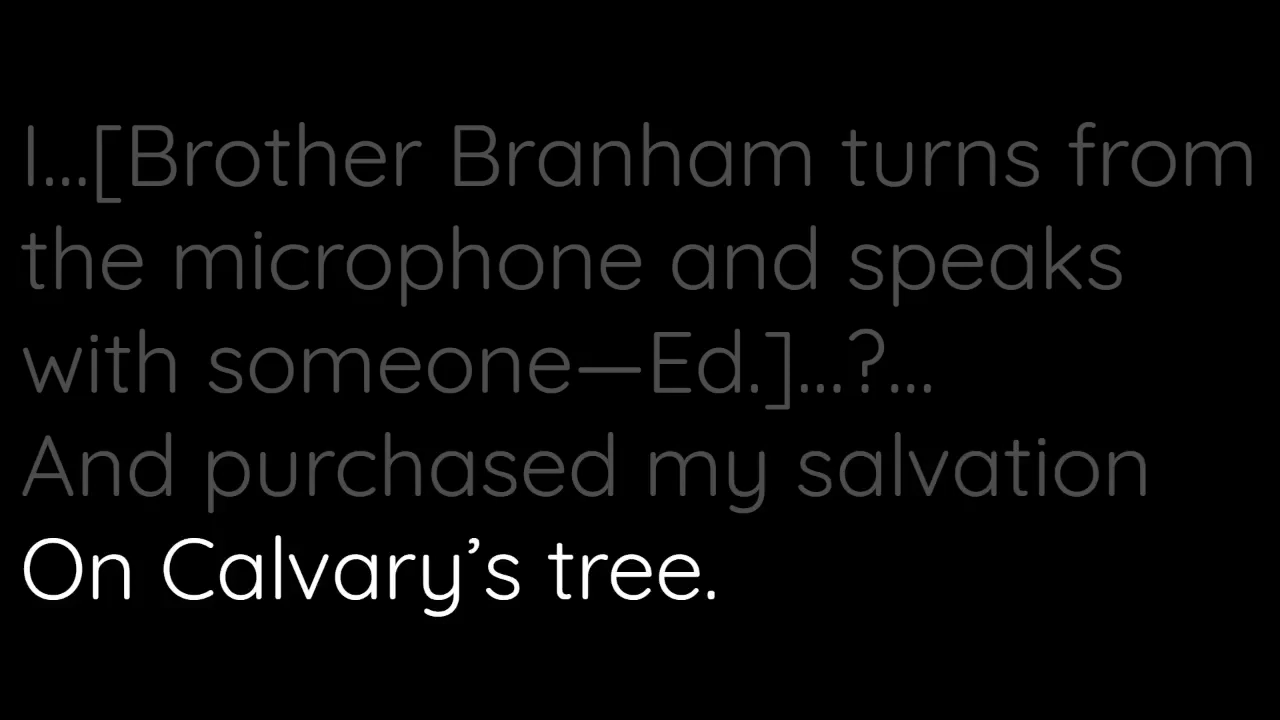 I...[Brother Branham turns from
the microphone and speaks
with someone—Ed.]...?...
And purchased my salvation
On Calvary’s tree.